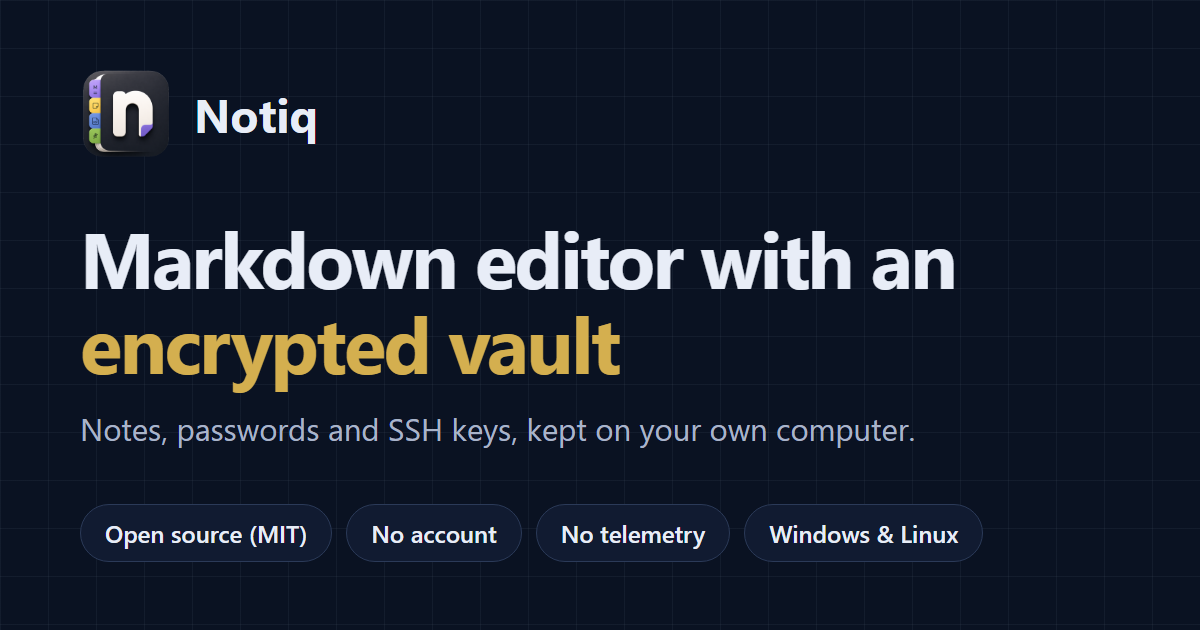 n
Notiq
Markdown editor with an
encrypted vault
Notes, passwords and SSH keys, kept on your own computer.
Open source (MIT)
No account
No telemetry
Windows & Linux